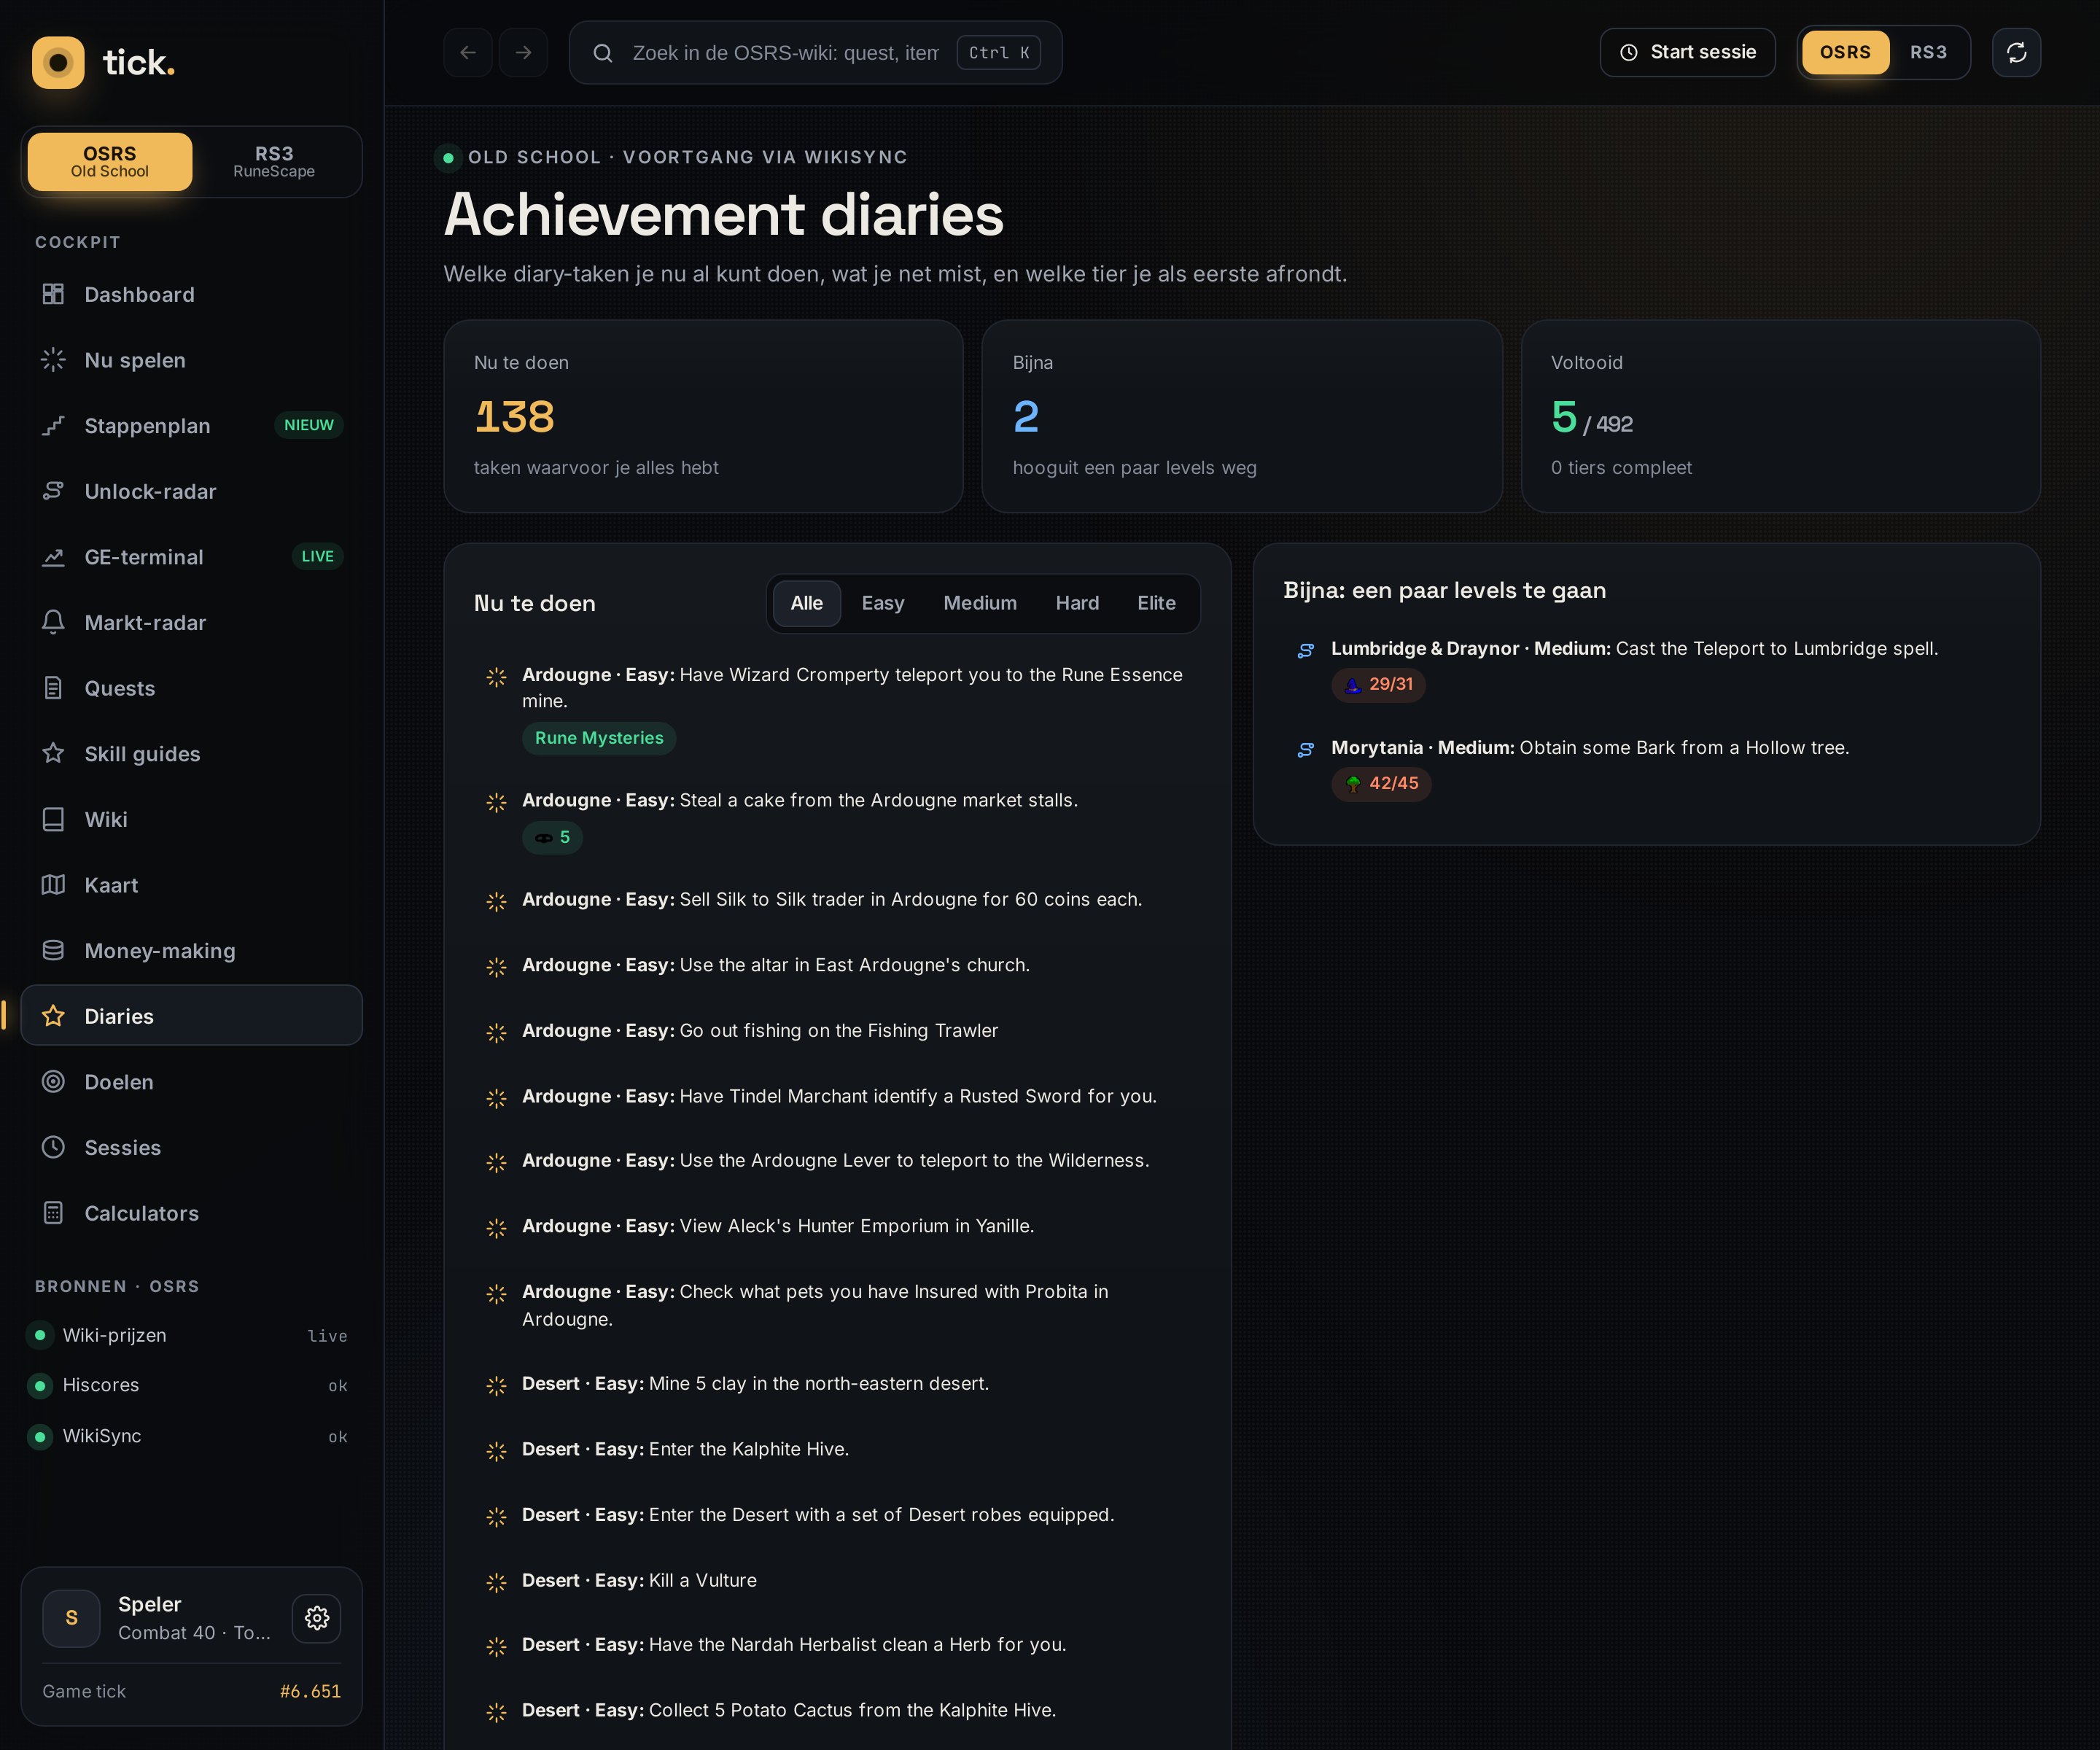 tick.
OSRS
Old School
RS3
RuneScape
COCKPIT
Dashboard
Nu spelen
Stappenplan NIEUW
Unlock-radar
GE-terminal LIVE
Markt-radar
Quests
Skill guides
Wiki
Kaart
Money-making
Diaries
Doelen
Sessies
Calculators
BRONNEN · OSRS
Wiki-prijzen live
Hiscores ok
WikiSync ok
S
Speler
Combat 40 · To...
Game tick #6.651
Zoek in de OSRS-wiki: quest, item Ctrl K
Start sessie
OSRS RS3
OLD SCHOOL · VOORTGANG VIA WIKISYNC
Achievement diaries
Welke diary-taken je nu al kunt doen, wat je net mist, en welke tier je als eerste afrondt.
Nu te doen
138
taken waarvoor je alles hebt
Bijna
2
hooguit een paar levels weg
Voltooid
5 / 492
0 tiers compleet
Nu te doen
Alle Easy Medium Hard Elite
Ardougne · Easy: Have Wizard Cromperty teleport you to the Rune Essence
mine.
Rune Mysteries
Ardougne · Easy: Steal a cake from the Ardougne market stalls.
5
Ardougne · Easy: Sell Silk to Silk trader in Ardougne for 60 coins each.
Ardougne · Easy: Use the altar in East Ardougne's church.
Ardougne · Easy: Go out fishing on the Fishing Trawler
Ardougne · Easy: Have Tindel Marchant identify a Rusted Sword for you.
Ardougne · Easy: Use the Ardougne Lever to teleport to the Wilderness.
Ardougne · Easy: View Aleck's Hunter Emporium in Yanille.
Ardougne · Easy: Check what pets you have Insured with Probita in
Ardougne.
Desert · Easy: Mine 5 clay in the north-eastern desert.
Desert · Easy: Enter the Kalphite Hive.
Desert · Easy: Enter the Desert with a set of Desert robes equipped.
Desert · Easy: Kill a Vulture
Desert · Easy: Have the Nardah Herbalist clean a Herb for you.
Desert · Easy: Collect 5 Potato Cactus from the Kalphite Hive.
Bijna: een paar levels te gaan
Lumbridge & Draynor · Medium: Cast the Teleport to Lumbridge spell.
29/31
Morytania · Medium: Obtain some Bark from a Hollow tree.
42/45